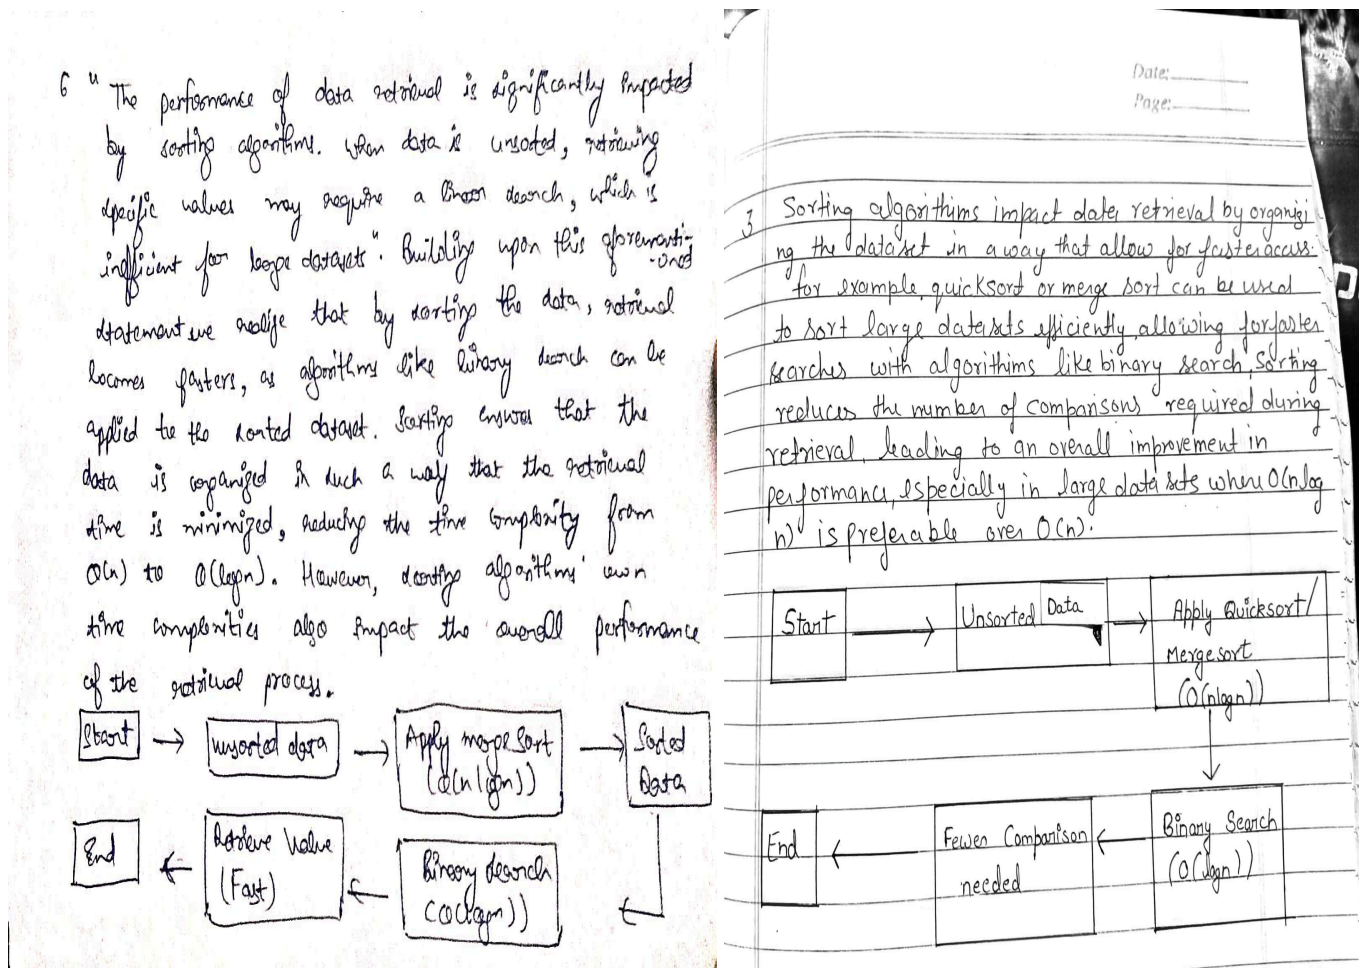 6 " The performance of data retrieval is significantly impacted
by sorting algorithms. When data is unsorted, retrieving
specific values may require a linear search, which is
inefficient for large datasets". Building upon this aforementi-
-oned
statement we realize that by sorting the data, retrieval
becomes fasters, as algorithms like binary search can be
applied to the sorted dataset. Sorting ensures that the
data is organized in such a way that the retrieval
time is minimized, reducing the time complexity from
O(n) to O(logn). However, sorting algorithms' own
time complexities also impact the overall performance
of the retrieval process.
Start
unsorted data
Apply merge Sort
(O(n lgn))
Sorted
Data
Binary search
(O(logn))
Retrieve Value
(Fast)
End
Date:
Page:
3 Sorting algorithims impact data retrieval by organizi
ng the dataset in a way that allow for faster access.
for example, quicksort or merge sort can be used
to sort large datasets efficiently, allowing for faster
searches with algorithims like binary search. Sorting
reduces the number of comparisons required during
retrieval, leading to an overall improvement in
performance, especially in large data sets where O(nlog
n) is preferable over O(n).
Start
Unsorted Data
Apply Quicksort/
Merge sort
(O(nlogn))
Binary Search
(O(logn))
Fewer Comparison
needed
End